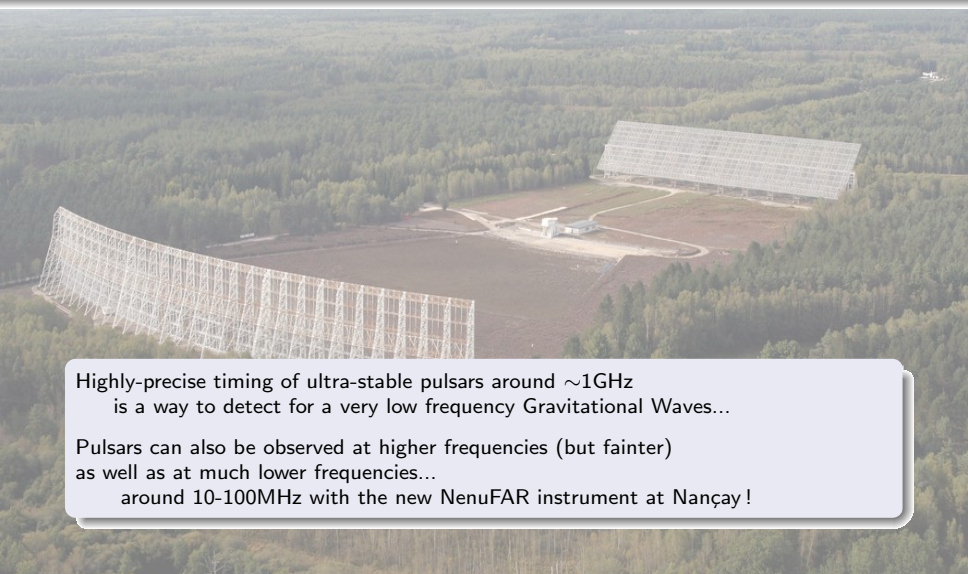 Highly-precise timing of ultra-stable pulsars around ∼1GHz
is a way to detect for a very low frequency Gravitational Waves...
Pulsars can also be observed at higher frequencies (but fainter)
as well as at much lower frequencies...
around 10-100MHz with the new NenuFAR instrument at Nançay !